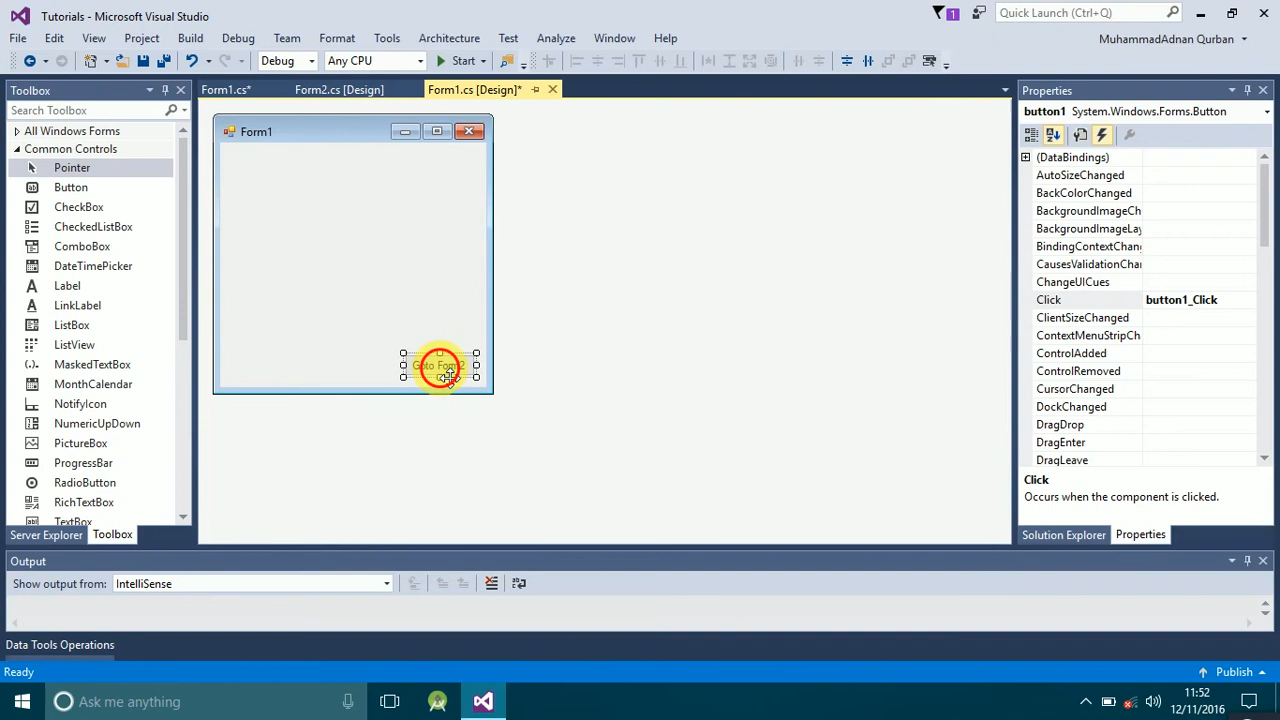 Tutorials - Microsoft Visual Studio
1
Quick Launch (Ctrl+Q)
File Edit View Project Build Debug Team Format Tools Architecture Test Analyze Window Help
MuhammadAdnan Qurban
Debug Any CPU Start
Toolbox
Form1.cs* Form2.cs [Design] Form1.cs [Design]*
Properties
Search Toolbox
button1 System.Windows.Forms.Button
All Windows Forms
Common Controls
Pointer
Button
CheckBox
CheckedListBox
ComboBox
DateTimePicker
Label
LinkLabel
ListBox
ListView
MaskedTextBox
MonthCalendar
NotifyIcon
NumericUpDown
PictureBox
ProgressBar
RadioButton
RichTextBox
TextBox
Server Explorer Toolbox
Form1
Goto Form2
(DataBindings)
AutoSizeChanged
BackColorChanged
BackgroundImageCh
BackgroundImageLay
BindingContextChang
CausesValidationChan
ChangeUICues
Click button1_Click
ClientSizeChanged
ContextMenuStripCh
ControlAdded
ControlRemoved
CursorChanged
DockChanged
DragDrop
DragEnter
DragLeave
Click
Occurs when the component is clicked.
Solution Explorer Properties
Output
Show output from: IntelliSense
Data Tools Operations
Ready
Publish
Ask me anything
11:52
12/11/2016